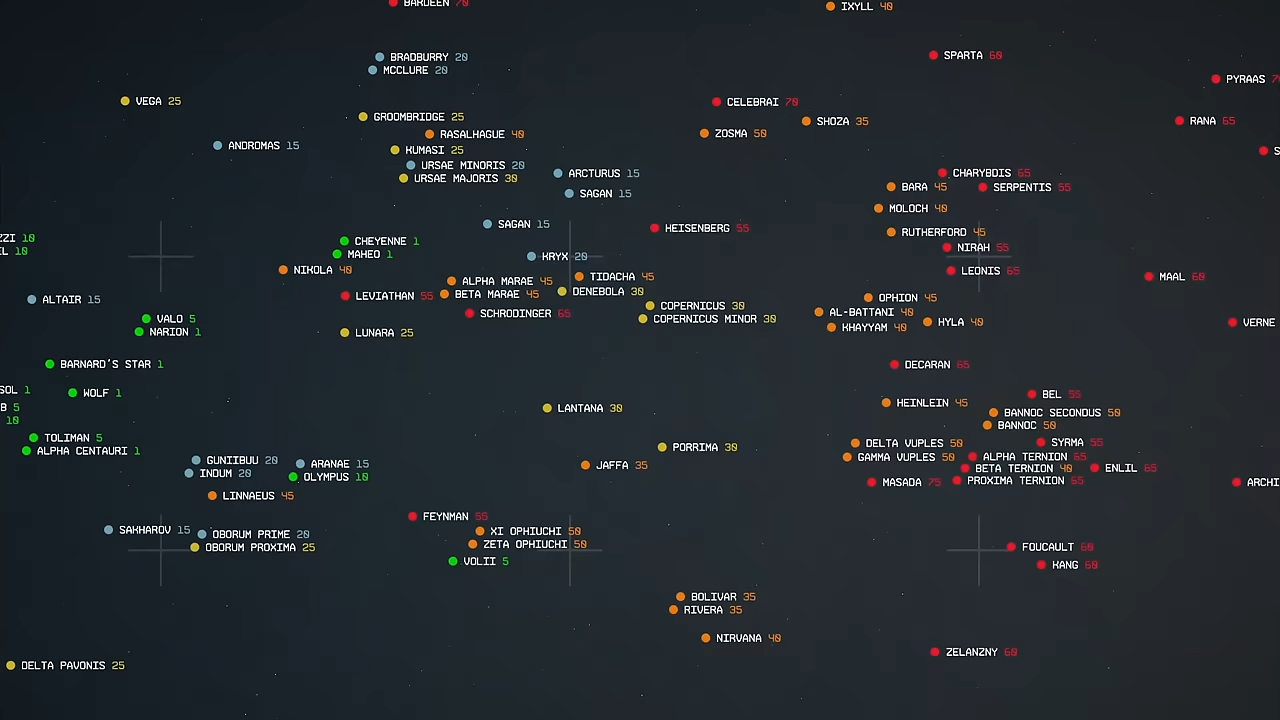 BARDEEN 70
IXYLL 40
BRADBURRY 20
SPARTA 60
MCCLURE 20
PYRAAS
VEGA 25
CELEBRAI 70
GROOMBRIDGE 25
SHOZA 35
RANA 65
RASALHAGUE 40
ZOSMA 50
ANDROMAS 15
KUMASI 25
S
URSAE MINORIS 20
ARCTURUS 15
CHARYBDIS 65
URSAE MAJORIS 30
BARA 45
SERPENTIS 55
SAGAN 15
MOLOCH 40
SAGAN 15
HEISENBERG 55
RUTHERFORD 45
ZZI 10
CHEYENNE 1
NIRAH 55
IL 10
MAHEO 1
KRYX 20
NIKOLA 40
LEONIS 65
TIDACHA 45
MAAL 60
ALPHA MARAE 45
DENEBOLA 30
BETA MARAE 45
LEVIATHAN 55
OPHION 45
ALTAIR 15
COPERNICUS 30
SCHRODINGER 65
AL-BATTANI 40
VALO 5
COPERNICUS MINOR 30
HYLA 40
VERNE
KHAYYAM 40
NARION 1
LUNARA 25
BARNARD'S STAR 1
DECARAN 65
SOL 1
WOLF 1
BEL 55
HEINLEIN 45
B 5
LANTANA 30
BANNOC SECONDUS 50
10
BANNOC 50
TOLIMAN 5
DELTA VUPLES 50
SYRMA 55
ALPHA CENTAURI 1
PORRIMA 30
GAMMA VUPLES 50
ALPHA TERNION 65
GUNIIBUU 20
ARANAE 15
JAFFA 35
BETA TERNION 40
ENLIL 65
INDUM 20
OLYMPUS 10
MASADA 75
PROXIMA TERNION 65
ARCHI
LINNAEUS 45
FEYNMAN 55
SAKHAROV 15
OBORUM PRIME 20
XI OPHIUCHI 50
OBORUM PROXIMA 25
ZETA OPHIUCHI 50
FOUCAULT 60
VOLII 5
KANG 60
BOLIVAR 35
RIVERA 35
NIRVANA 40
ZELANZNY 60
DELTA PAVONIS 25